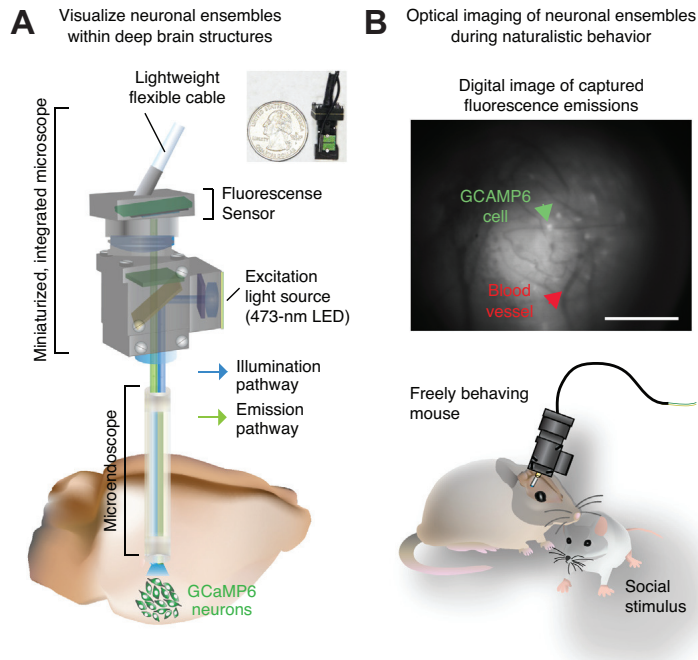 A
Visualize neuronal ensembles
within deep brain structures
Lightweight
flexible cable
Miniaturized, integrated microscope
Fluorescense
Sensor
Excitation
light source
(473-nm LED)
Illumination
pathway
Emission
pathway
Microendoscope
GCaMP6
neurons
B
Optical imaging of neuronal ensembles
during naturalistic behavior
Digital image of captured
fluorescence emissions
GCAMP6
cell
Blood
vessel
Freely behaving
mouse
Social
stimulus